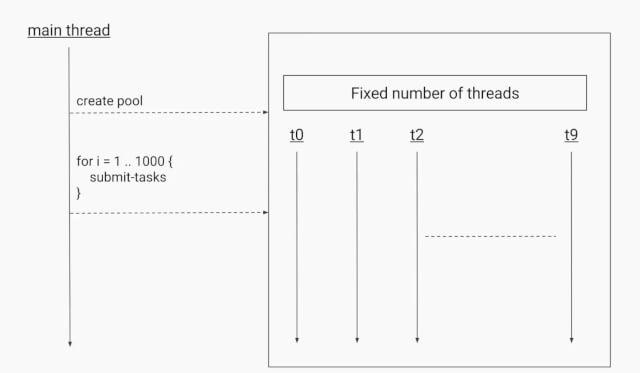 main thread
create pool
for i = 1 .. 1000 {
submit-tasks
}
Fixed number of threads
t0 t1 t2 t9